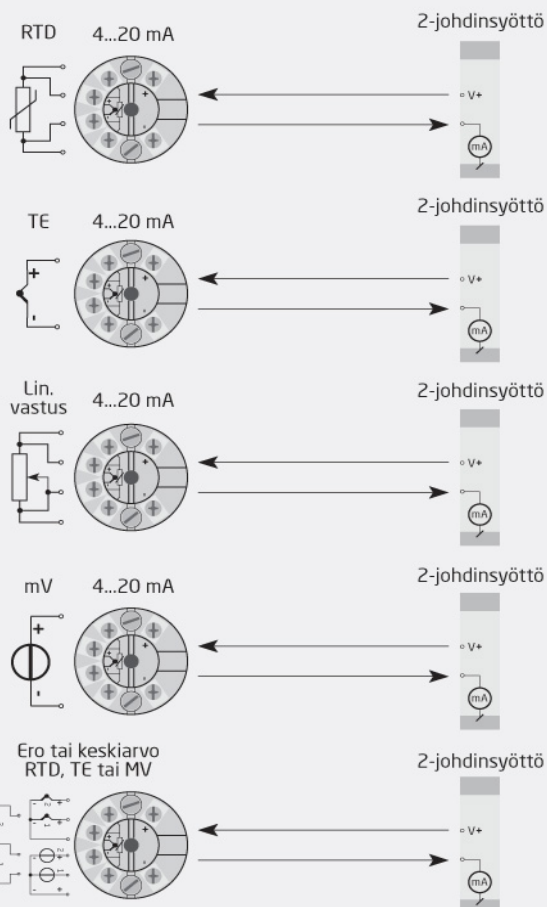 RTD
4...20 mA
2-johdinsyöttö
V+
mA
TE
4...20 mA
2-johdinsyöttö
+
-
V+
mA
Lin.
vastus
4...20 mA
2-johdinsyöttö
V+
mA
mV
4...20 mA
2-johdinsyöttö
+
-
V+
mA
Ero tai keskiarvo
RTD, TE tai MV
2-johdinsyöttö
V+
mA